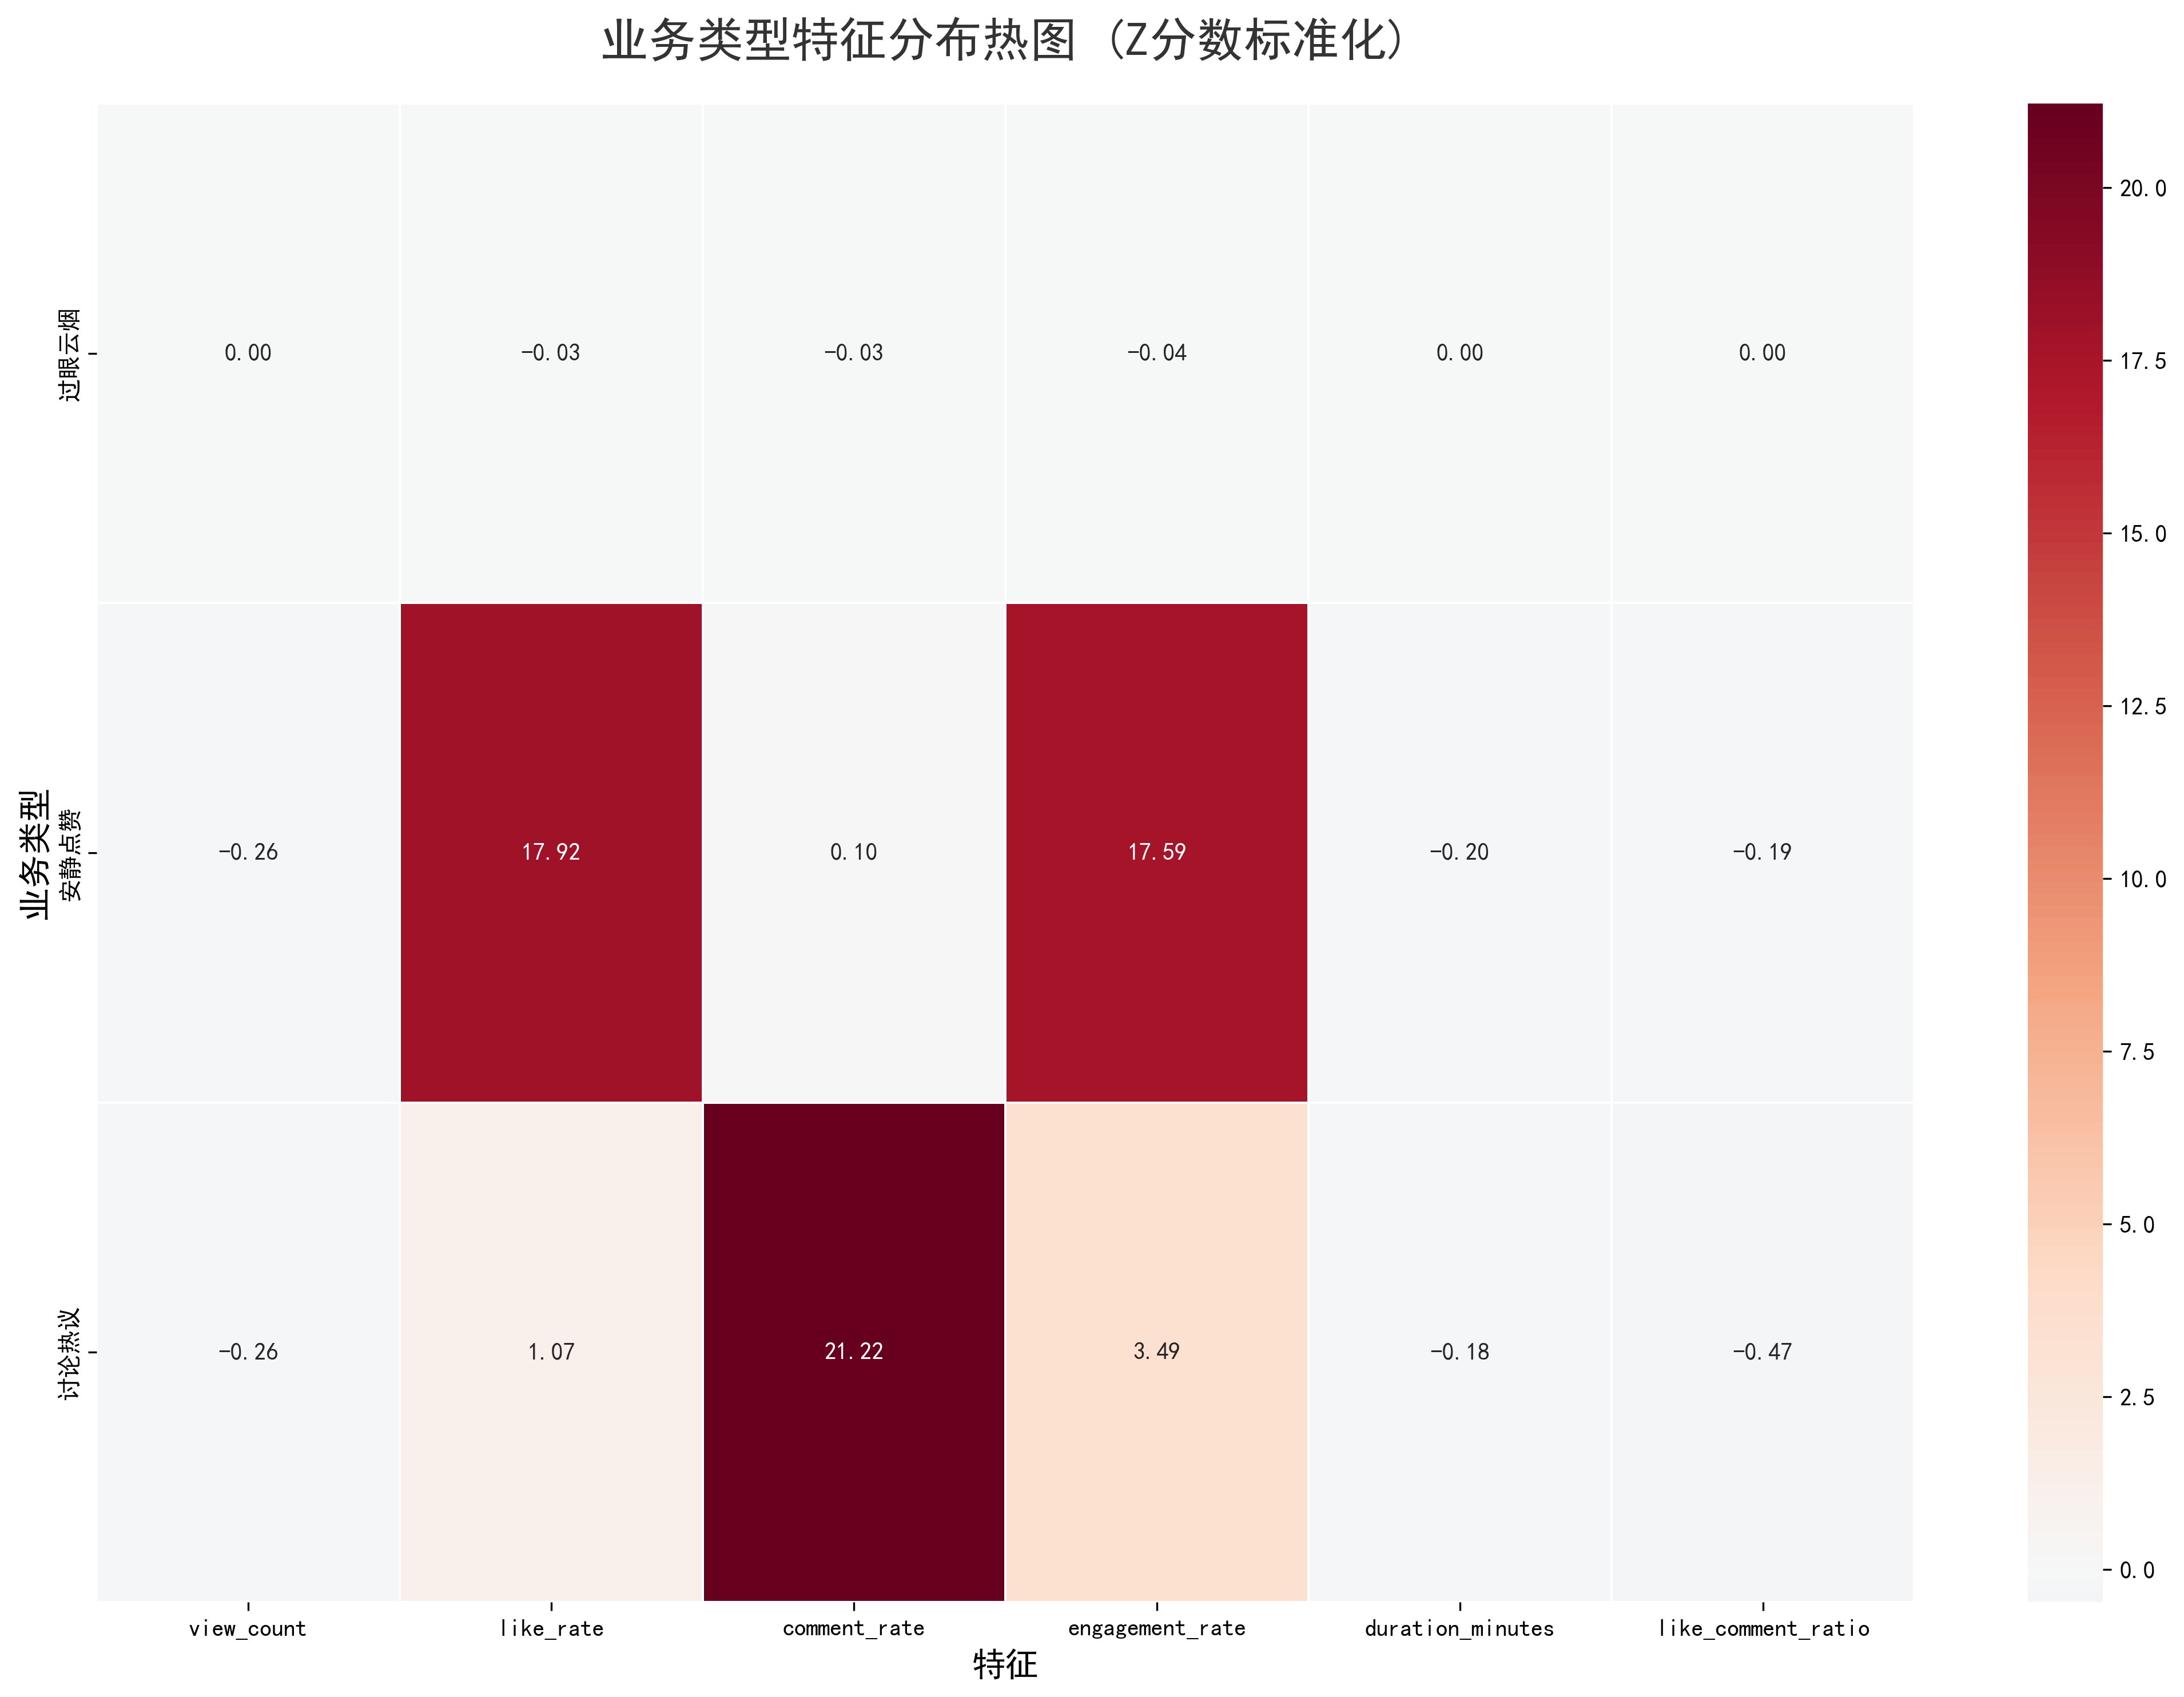 业务类型特征分布热图 (Z分数标准化)
业务类型
过眼云烟
0.00 -0.03 -0.03 -0.04 0.00 0.00
安静点赞
-0.26 17.92 0.10 17.59 -0.20 -0.19
讨论热议
-0.26 1.07 21.22 3.49 -0.18 -0.47
view_count like_rate comment_rate engagement_rate duration_minutes like_comment_ratio
特征
20.0
17.5
15.0
12.5
10.0
7.5
5.0
2.5
0.0